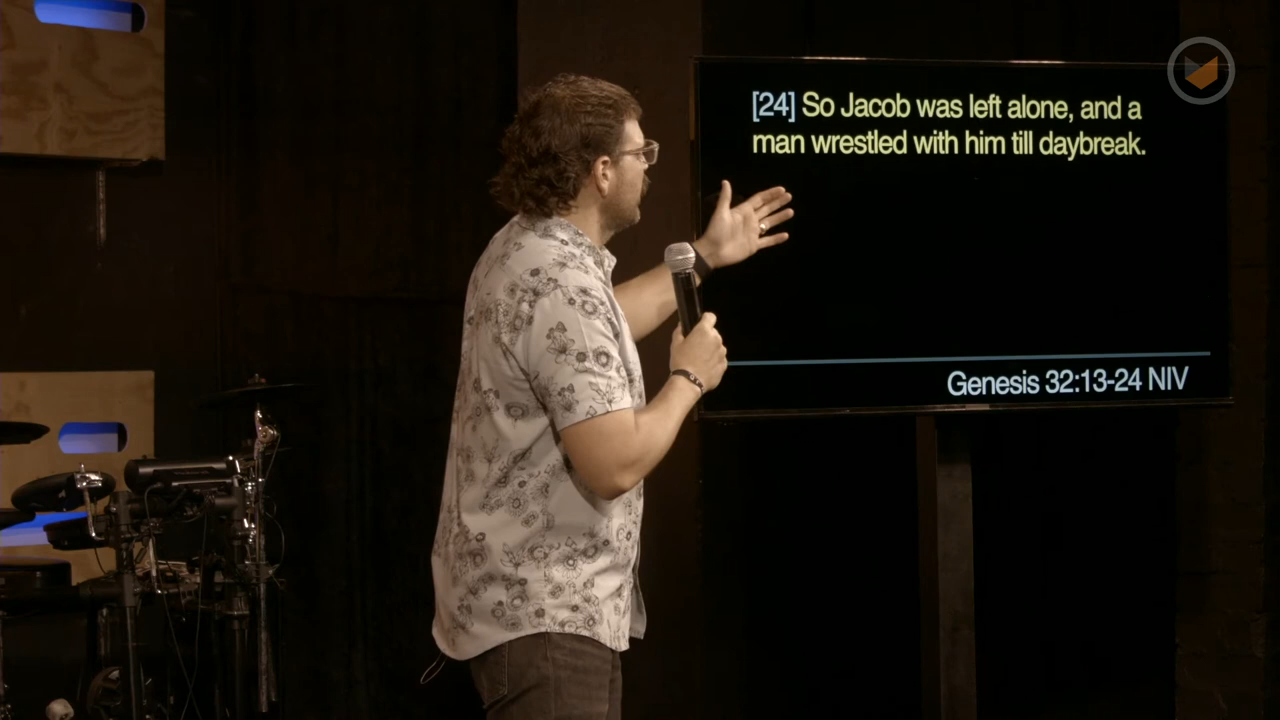 [24] So Jacob was left alone, and a
man wrestled with him till daybreak.
Genesis 32:13-24 NIV